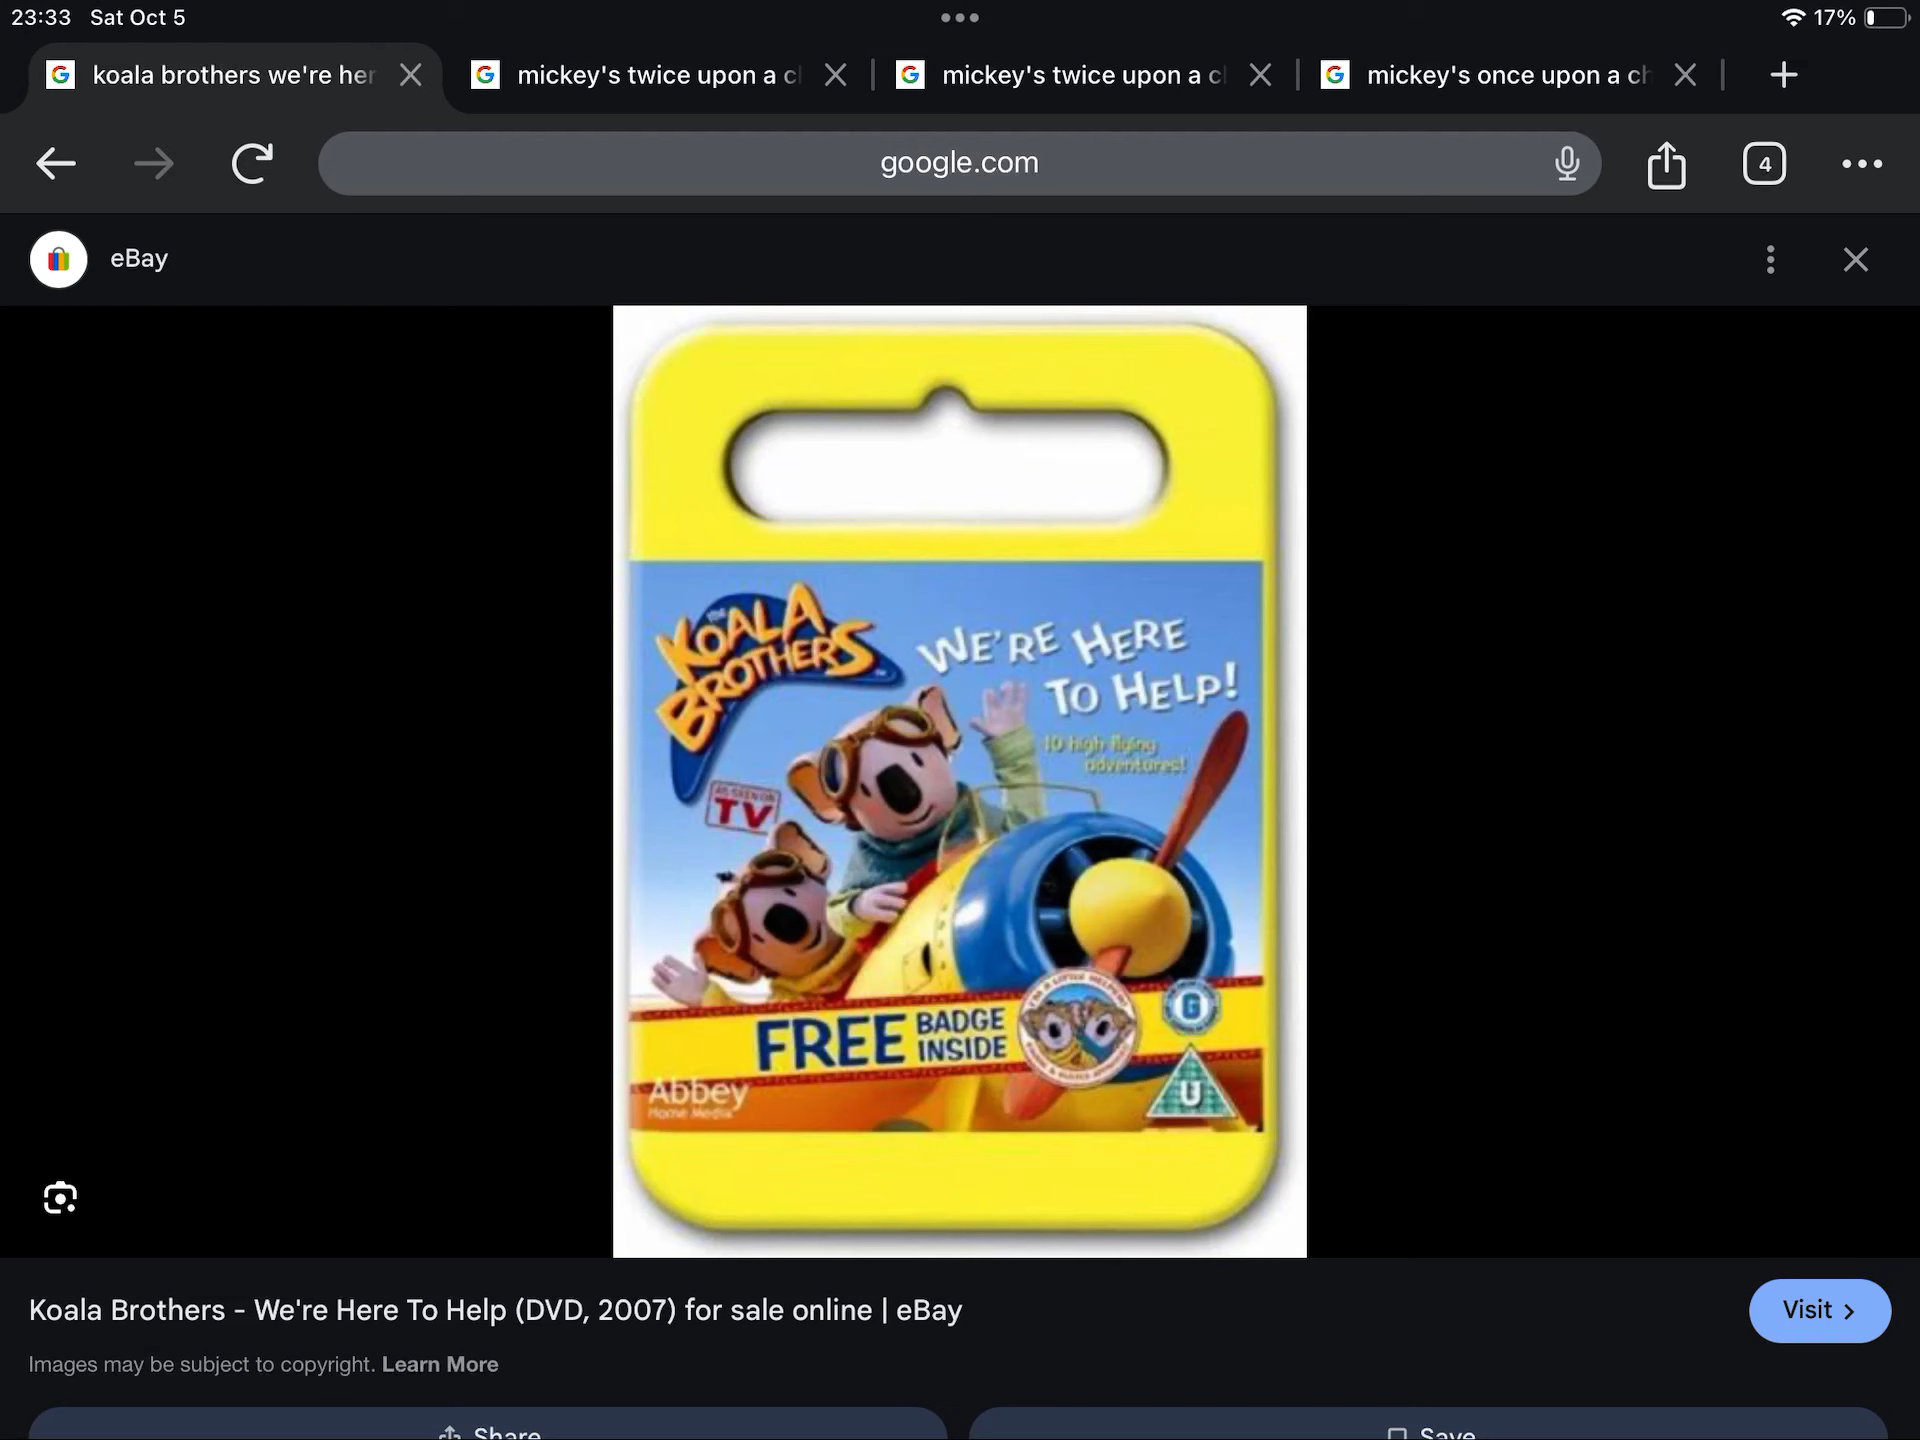 23:33 Sat Oct 5
17%
koala brothers we're her
mickey's twice upon a cl
mickey's twice upon a cl
mickey's once upon a ch
google.com
4
eBay
THE KOALA
BROTHERS
WE'RE HERE
TO HELP!
10 high flying
adventures!
AS SEEN ON
TV
FREE BADGE
INSIDE
G
U
Abbey
Home Media
Koala Brothers - We're Here To Help (DVD, 2007) for sale online | eBay
Visit
Images may be subject to copyright. Learn More
Share
Save